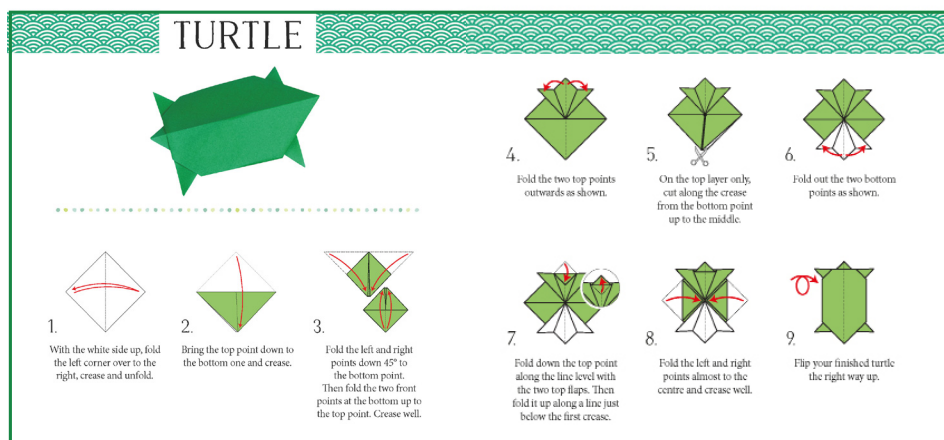 TURTLE
1.
With the white side up, fold
the left corner over to the
right, crease and unfold.
2.
Bring the top point down to
the bottom one and crease.
3.
Fold the left and right
points down 45° to
the bottom point.
Then fold the two front
points at the bottom up to
the top point. Crease well.
4.
Fold the two top points
outwards as shown.
5.
On the top layer only,
cut along the crease
from the bottom point
up to the middle.
6.
Fold out the two bottom
points as shown.
7.
Fold down the top point
along the line level with
the two top flaps. Then
fold it up along a line just
below the first crease.
8.
Fold the left and right
points almost to the
centre and crease well.
9.
Flip your finished turtle
the right way up.